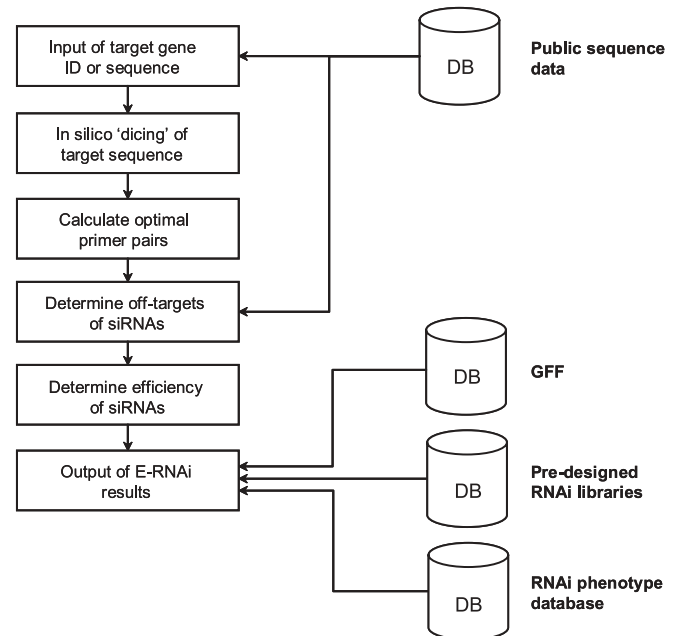 Input of target gene
ID or sequence
DB
Public sequence
data
In silico ‘dicing’ of
target sequence
Calculate optimal
primer pairs
Determine off-targets
of siRNAs
Determine efficiency
of siRNAs
DB
GFF
Output of E-RNAi
results
DB
Pre-designed
RNAi libraries
DB
RNAi phenotype
database